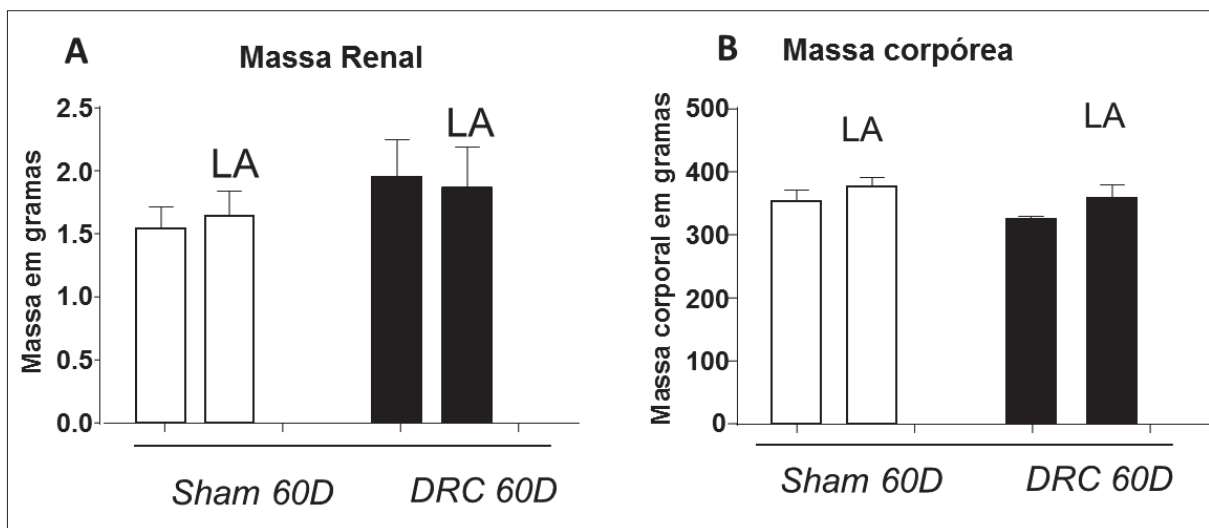 A
Massa Renal
Massa em gramas
2.5
2.0
1.5
1.0
0.5
0.0
LA
LA
Sham 60D
DRC 60D
B
Massa corpórea
Massa corporal em gramas
500
400
300
200
100
0
LA
LA
Sham 60D
DRC 60D